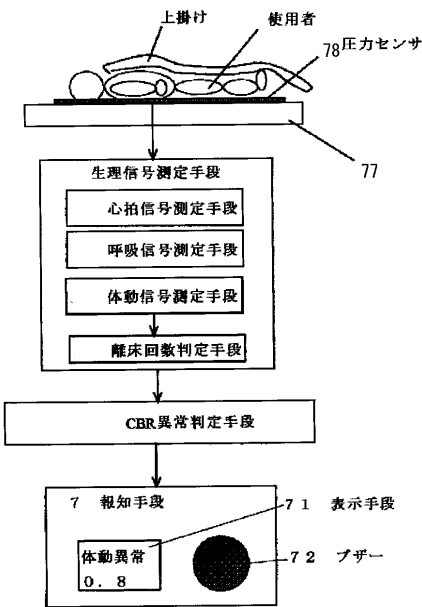 上掛け
使用者
78圧力センサ
77
生理信号測定手段
心拍信号測定手段
呼吸信号測定手段
体動信号測定手段
離床回数判定手段
CBR異常判定手段
7 報知手段
71 表示手段
体動異常
0.8
72 ブザー